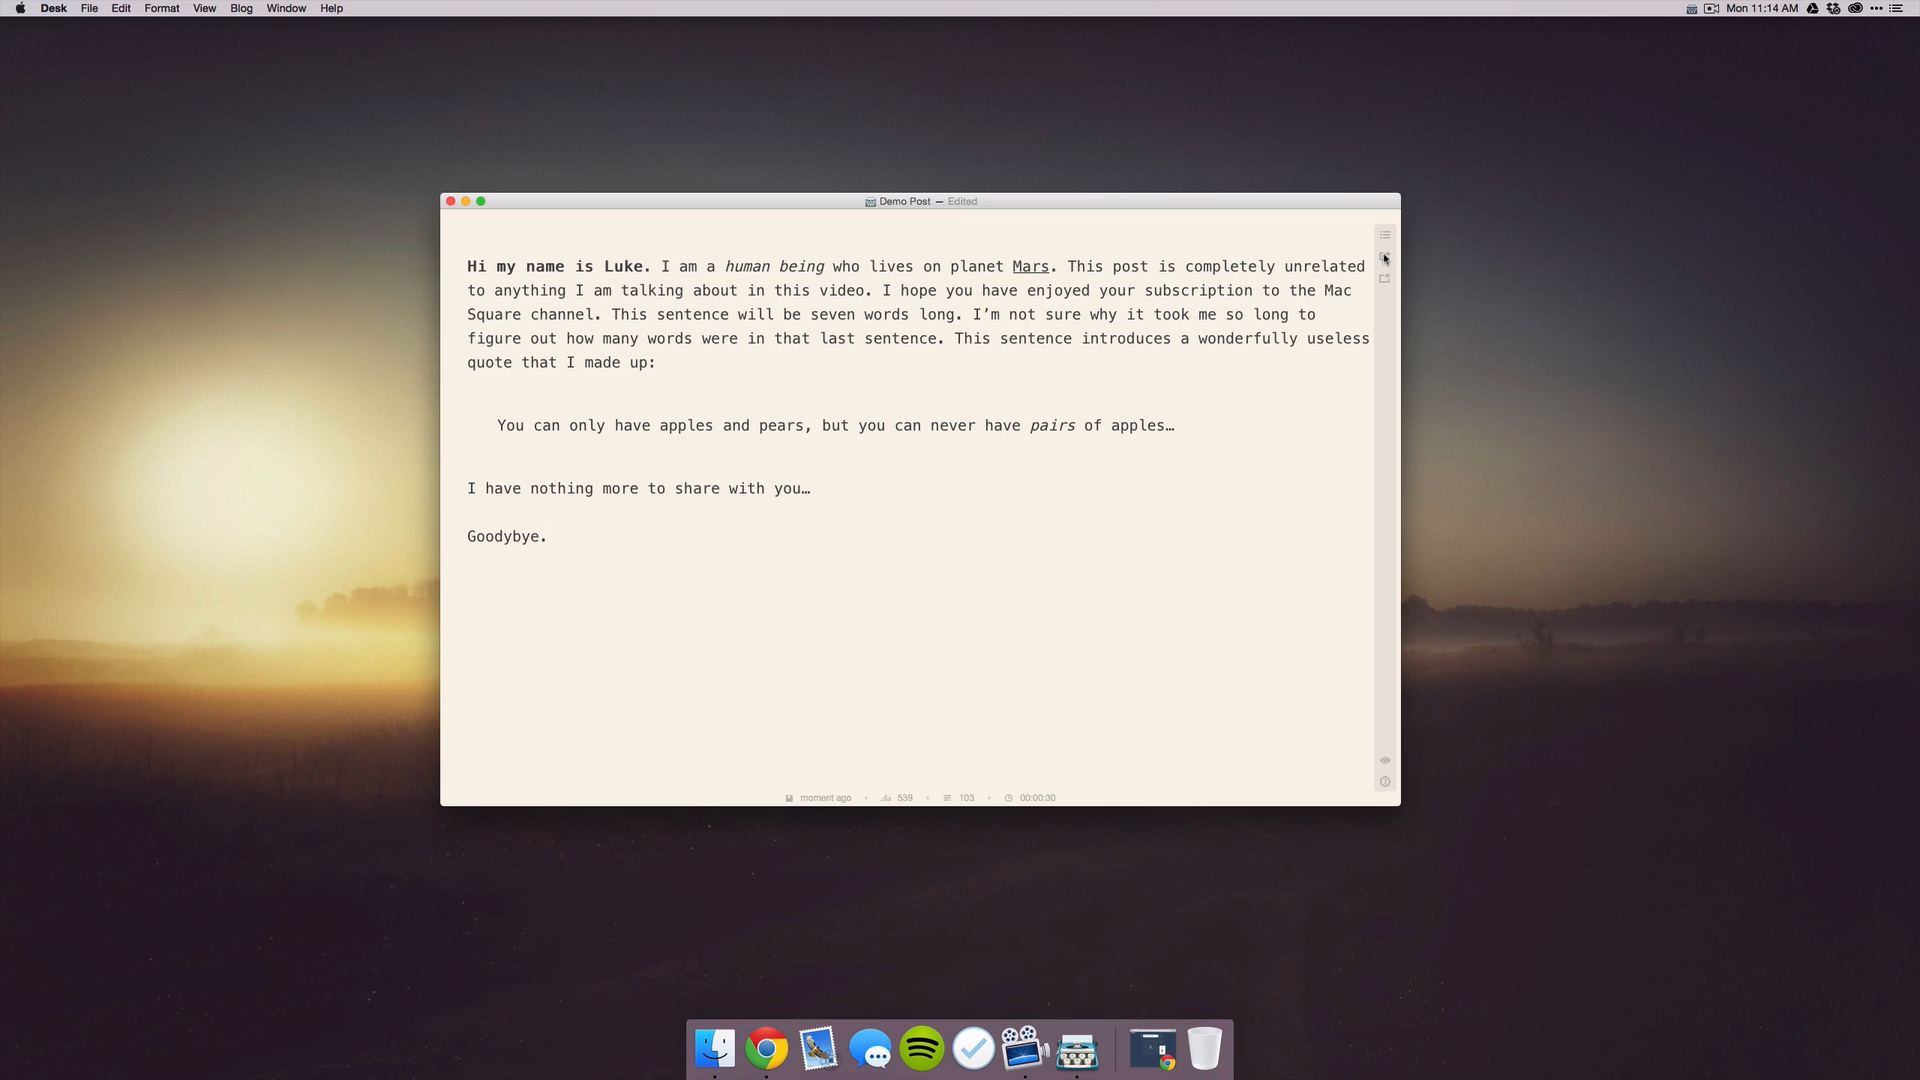 Desk File Edit Format View Blog Window Help Mon 11:14 AM
Demo Post — Edited
Hi my name is Luke. I am a human being who lives on planet Mars. This post is completely unrelated
to anything I am talking about in this video. I hope you have enjoyed your subscription to the Mac
Square channel. This sentence will be seven words long. I’m not sure why it took me so long to
figure out how many words were in that last sentence. This sentence introduces a wonderfully useless
quote that I made up:
You can only have apples and pears, but you can never have pairs of apples…
I have nothing more to share with you…
Goodybye.
moment ago • Aa 539 • 103 • 00:00:30